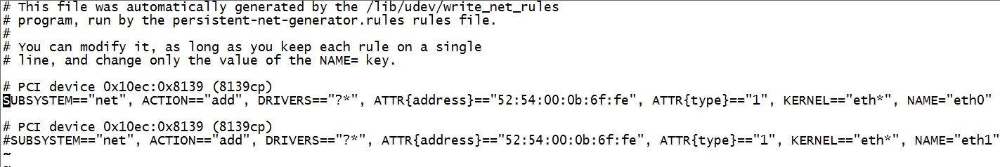 # This file was automatically generated by the /lib/udev/write_net_rules
# program, run by the persistent-net-generator.rules rules file.
#
# You can modify it, as long as you keep each rule on a single
# line, and change only the value of the NAME= key.
# PCI device 0x10ec:0x8139 (8139cp)
SUBSYSTEM=="net", ACTION=="add", DRIVERS=="?*", ATTR{address}=="52:54:00:0b:6f:fe", ATTR{type}=="1", KERNEL=="eth*", NAME="eth0"
# PCI device 0x10ec:0x8139 (8139cp)
#SUBSYSTEM=="net", ACTION=="add", DRIVERS=="?*", ATTR{address}=="52:54:00:0b:6f:fe", ATTR{type}=="1", KERNEL=="eth*", NAME="eth1"
~